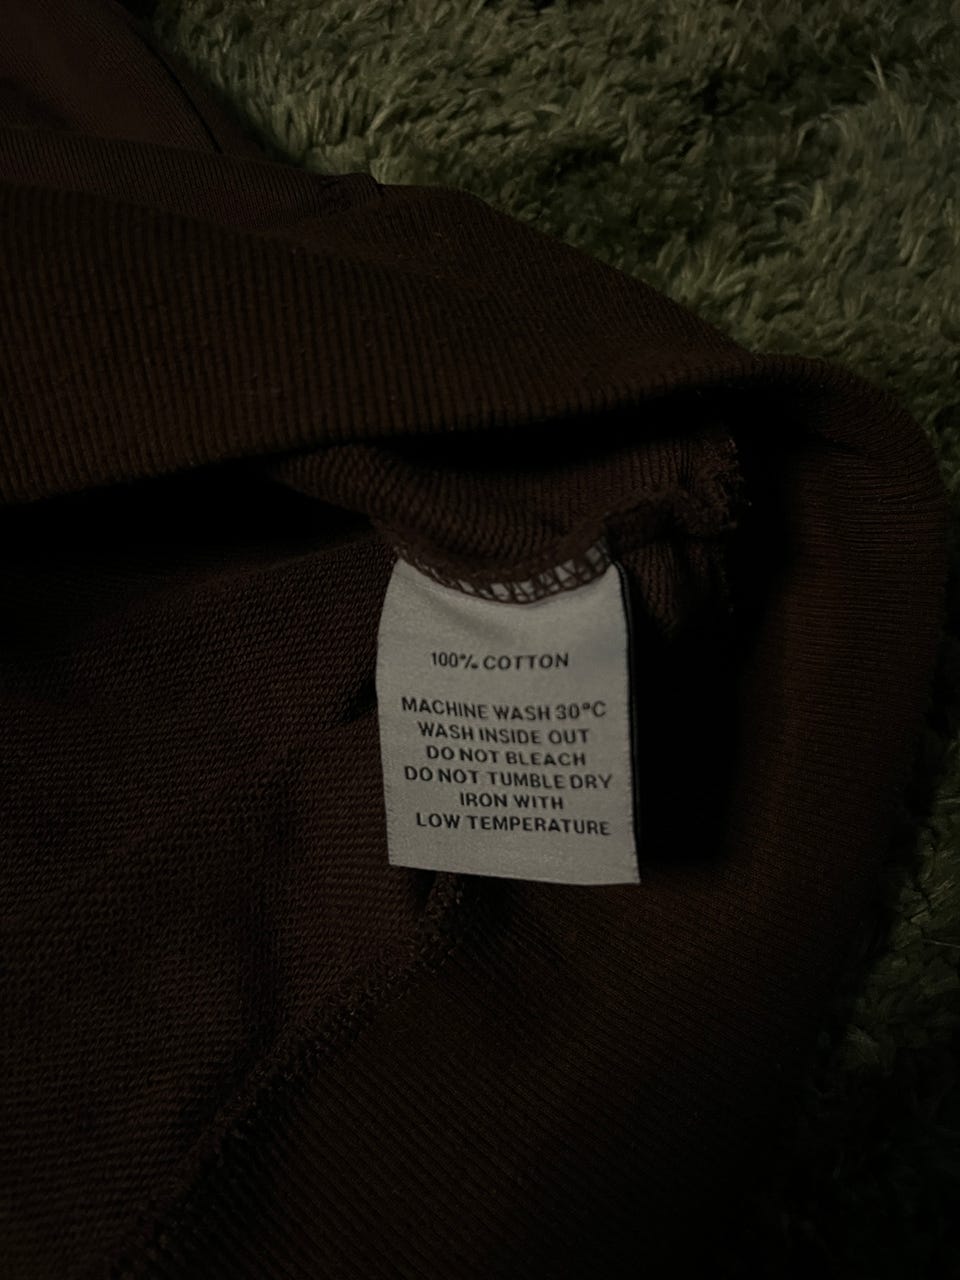 100% COTTON
MACHINE WASH 30°C
WASH INSIDE OUT
DO NOT BLEACH
DO NOT TUMBLE DRY
IRON WITH
LOW TEMPERATURE